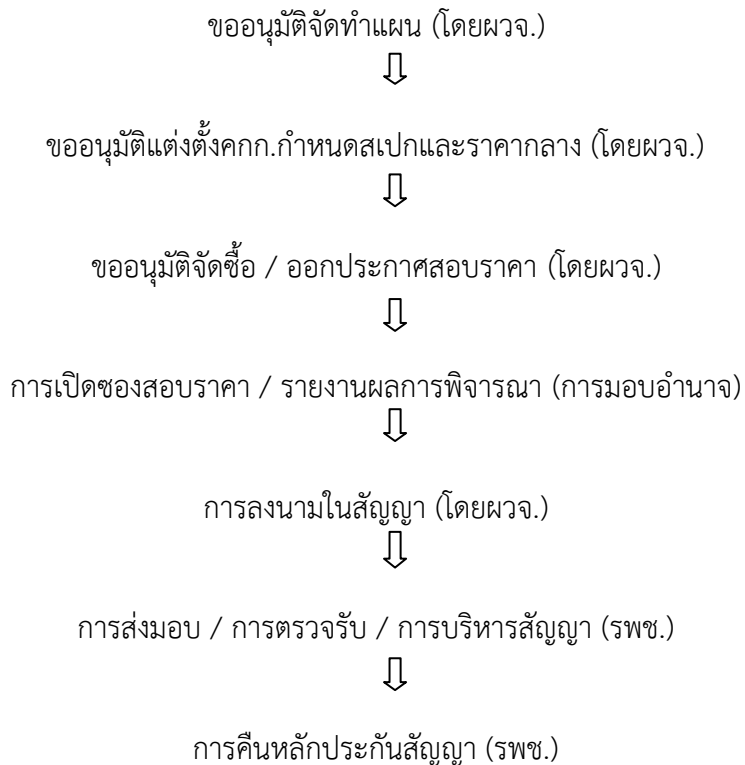 ขออนุมัติจัดทำแผน (โดยผวจ.)
ขออนุมัติแต่งตั้งคกก.กำหนดสเปกและราคากลาง (โดยผวจ.)
ขออนุมัติจัดซื้อ / ออกประกาศสอบราคา (โดยผวจ.)
การเปิดซองสอบราคา / รายงานผลการพิจารณา (การมอบอำนาจ)
การลงนามในสัญญา (โดยผวจ.)
การส่งมอบ / การตรวจรับ / การบริหารสัญญา (รพช.)
การคืนหลักประกันสัญญา (รพช.)